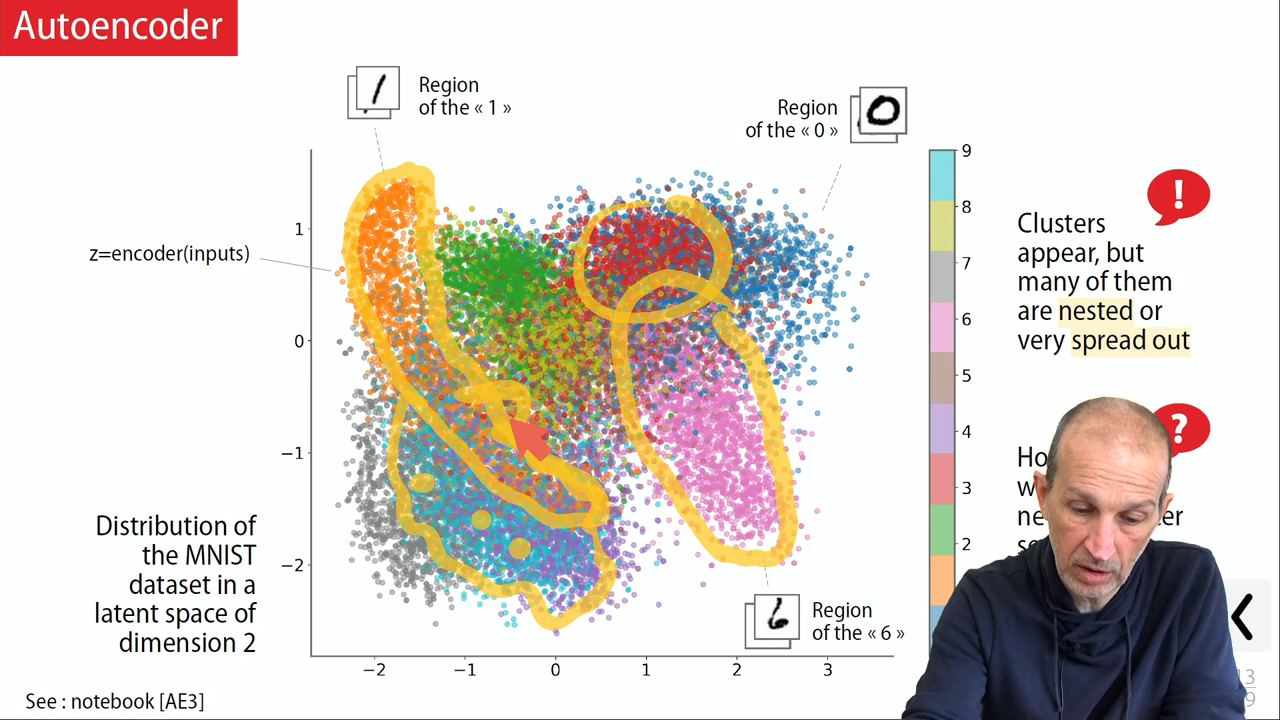 Autoencoder
Region
of the « 1 »
Region
of the « 0 »
z=encoder(inputs)
1
0
−1
−2
−2
−1
0
1
2
3
9
8
7
6
5
4
3
2
!
Clusters
appear, but
many of them
are nested or
very spread out
?
Distribution of
the MNIST
dataset in a
latent space of
dimension 2
Region
of the « 6 »
See : notebook [AE3]